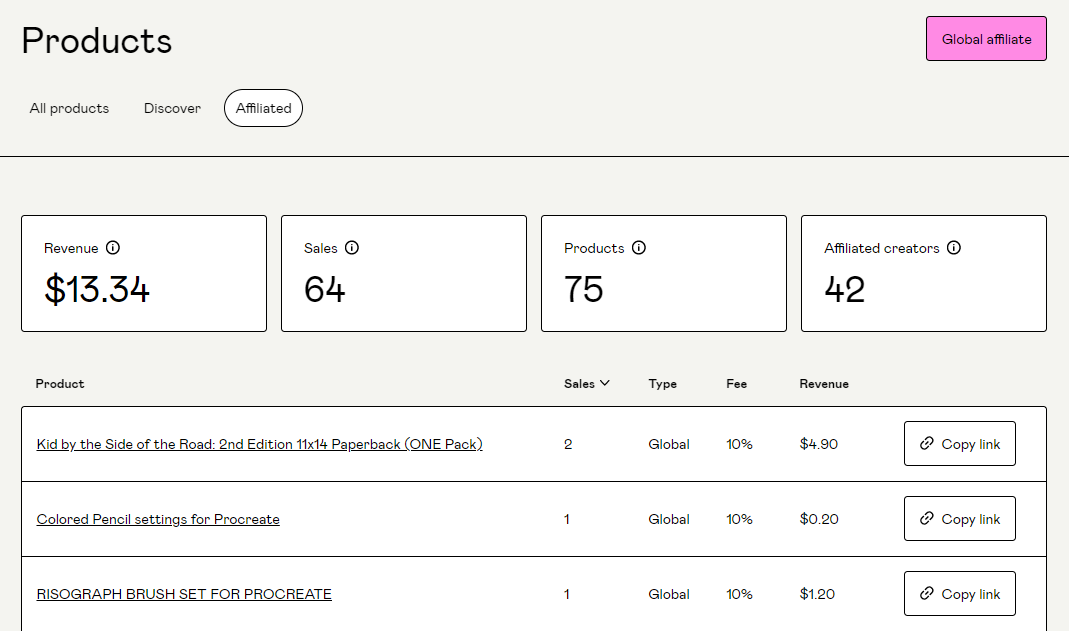 Products
Global affiliate
All products Discover Affiliated
Revenue Sales Products Affiliated creators
$13.34 64 75 42
Product Sales Type Fee Revenue
Kid by the Side of the Road: 2nd Edition 11x14 Paperback (ONE Pack) 2 Global 10% $4.90 Copy link
Colored Pencil settings for Procreate 1 Global 10% $0.20 Copy link
RISOGRAPH BRUSH SET FOR PROCREATE 1 Global 10% $1.20 Copy link